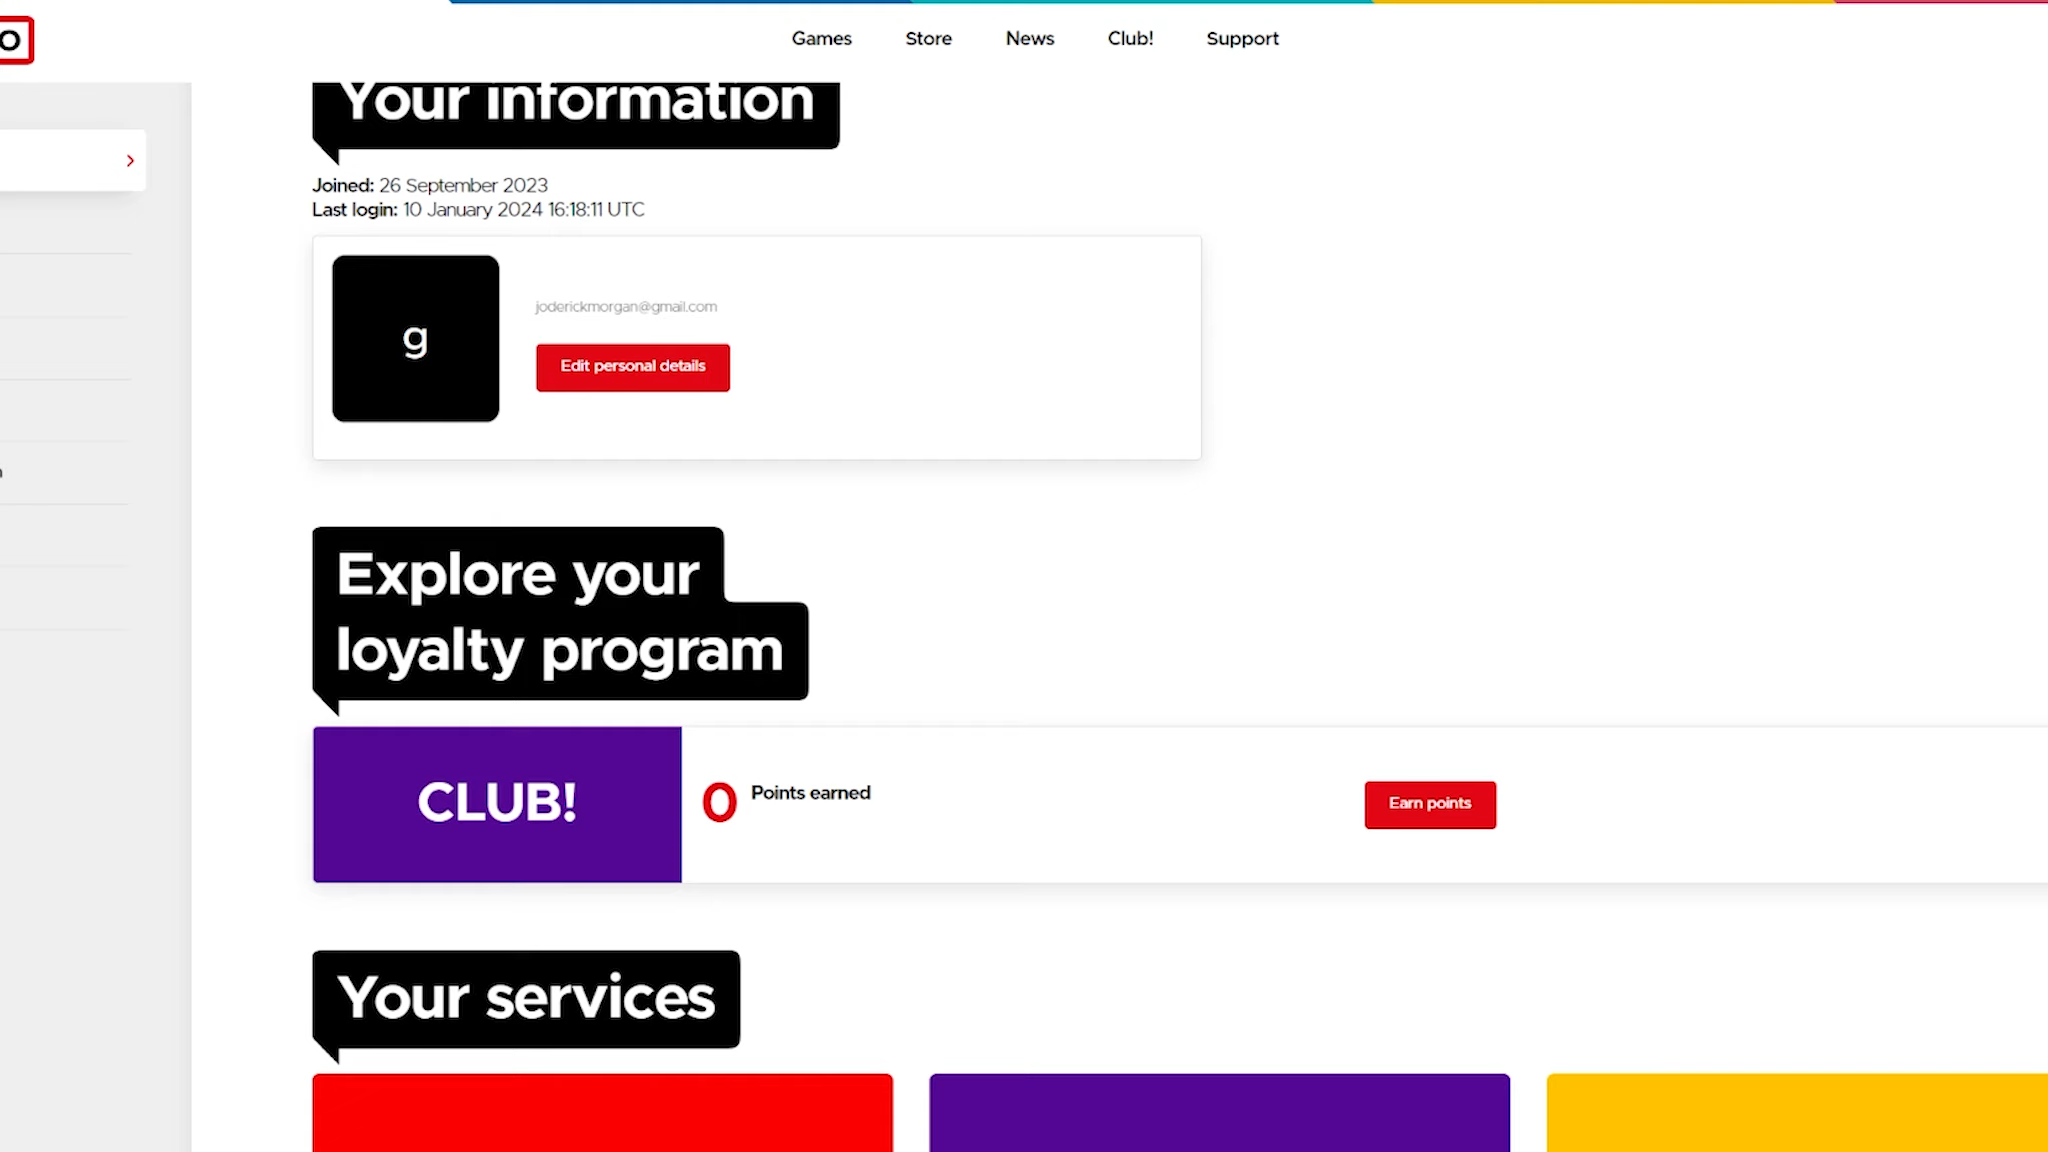 O
Games Store News Club! Support
Your information
Joined: 26 September 2023
Last login: 10 January 2024 16:18:11 UTC
g
joderickmorgan@gmail.com
Edit personal details
Explore your
loyalty program
CLUB!
0 Points earned
Earn points
Your services